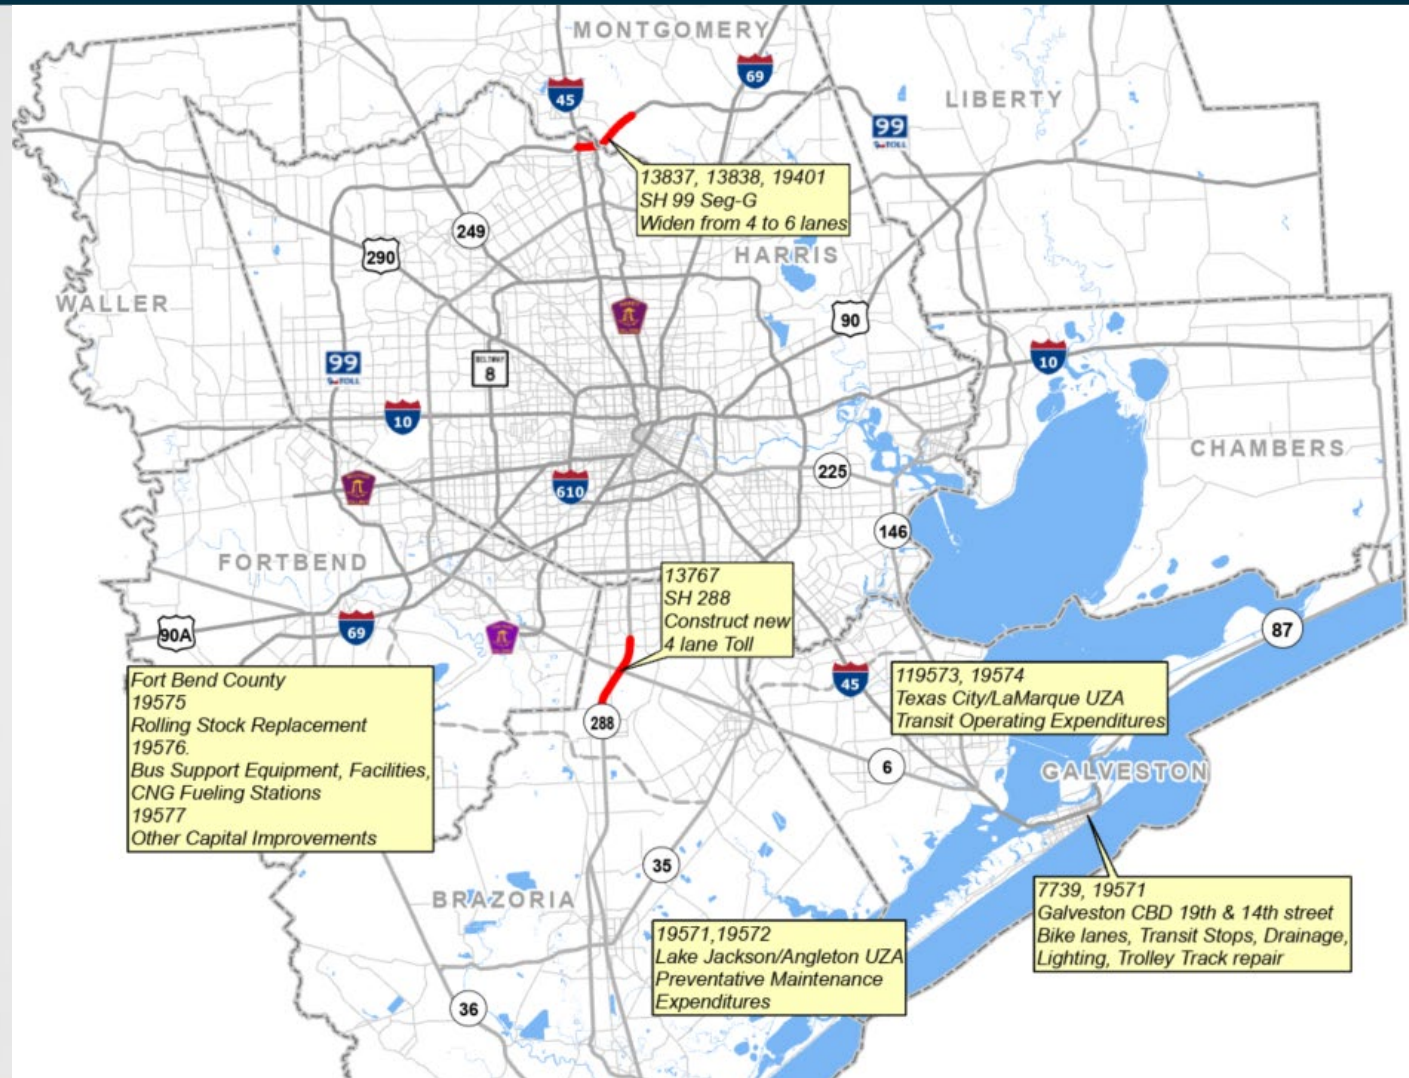 MONTGOMERY
69
45
LIBERTY
99
TOLL
13837, 13838, 19401
SH 99 Seg-G
Widen from 4 to 6 lanes
249
290
HARRIS
WALLER
90
99
TOLL
BELTWAY
8
10
10
CHAMBERS
225
610
146
FORTBEND
13767
SH 288
Construct new
4 lane Toll
90A
69
87
Fort Bend County
19575
Rolling Stock Replacement
19576.
Bus Support Equipment, Facilities,
CNG Fueling Stations
19577
Other Capital Improvements
45
119573, 19574
Texas City/LaMarque UZA
Transit Operating Expenditures
288
6
GALVESTON
35
BRAZORIA
7739, 19571
Galveston CBD 19th & 14th street
Bike lanes, Transit Stops, Drainage,
Lighting, Trolley Track repair
19571,19572
Lake Jackson/Angleton UZA
Preventative Maintenance
Expenditures
36